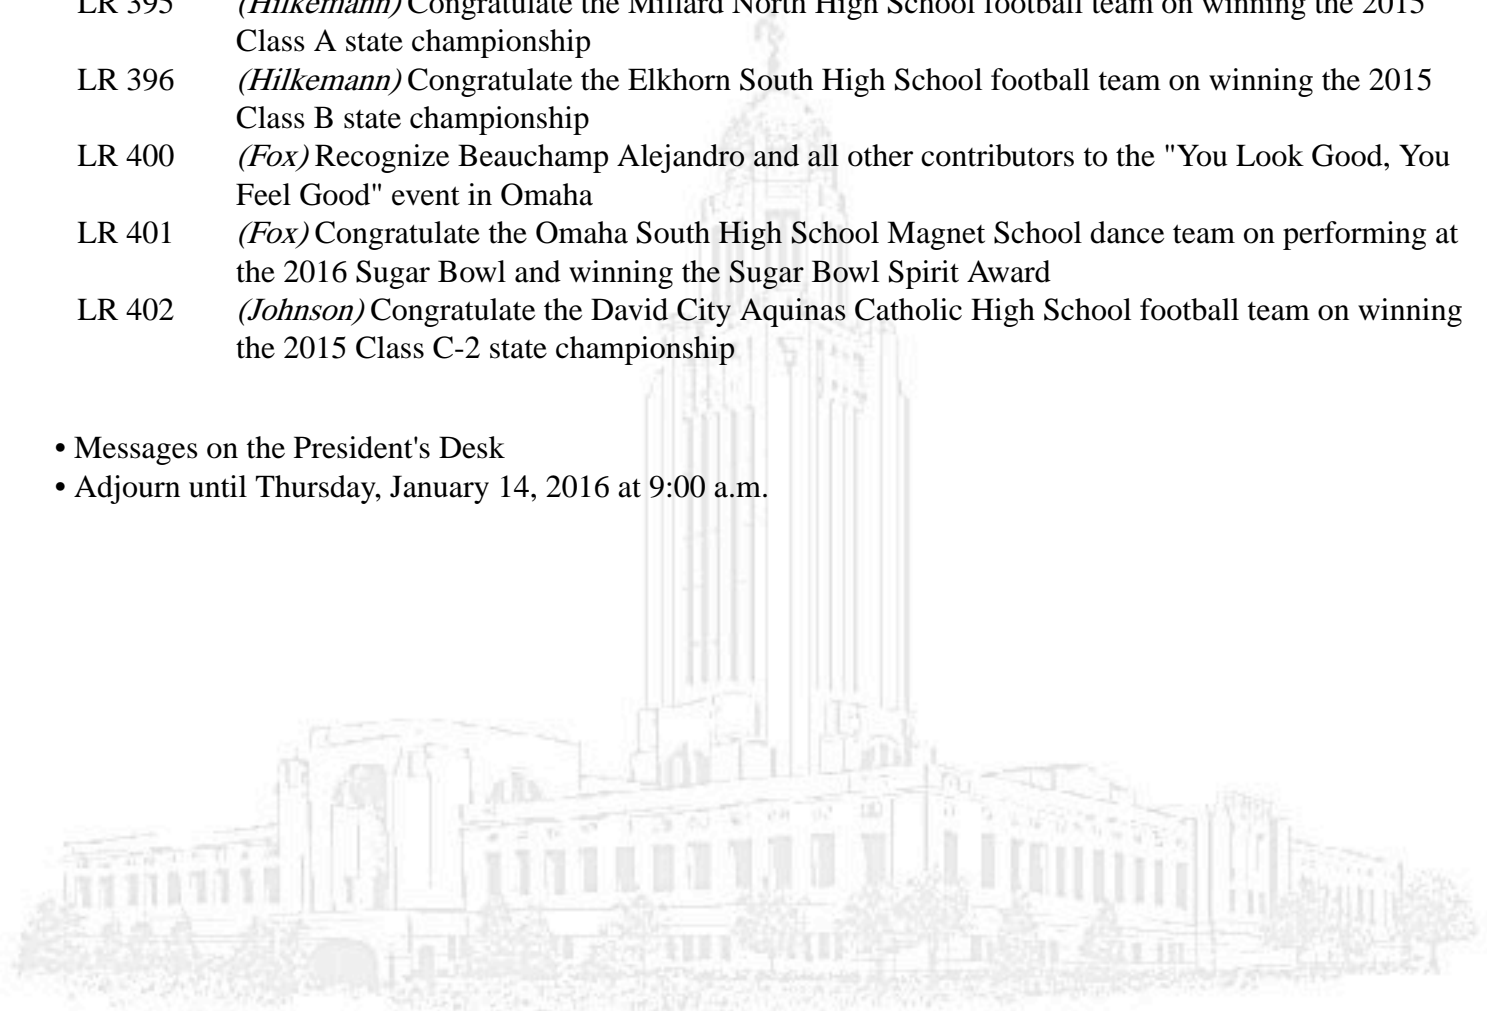 LR 395 (Hilkemann) Congratulate the Millard North High School football team on winning the 2015
Class A state championship
LR 396 (Hilkemann) Congratulate the Elkhorn South High School football team on winning the 2015
Class B state championship
LR 400 (Fox) Recognize Beauchamp Alejandro and all other contributors to the "You Look Good, You
Feel Good" event in Omaha
LR 401 (Fox) Congratulate the Omaha South High School Magnet School dance team on performing at
the 2016 Sugar Bowl and winning the Sugar Bowl Spirit Award
LR 402 (Johnson) Congratulate the David City Aquinas Catholic High School football team on winning
the 2015 Class C-2 state championship
• Messages on the President's Desk
• Adjourn until Thursday, January 14, 2016 at 9:00 a.m.